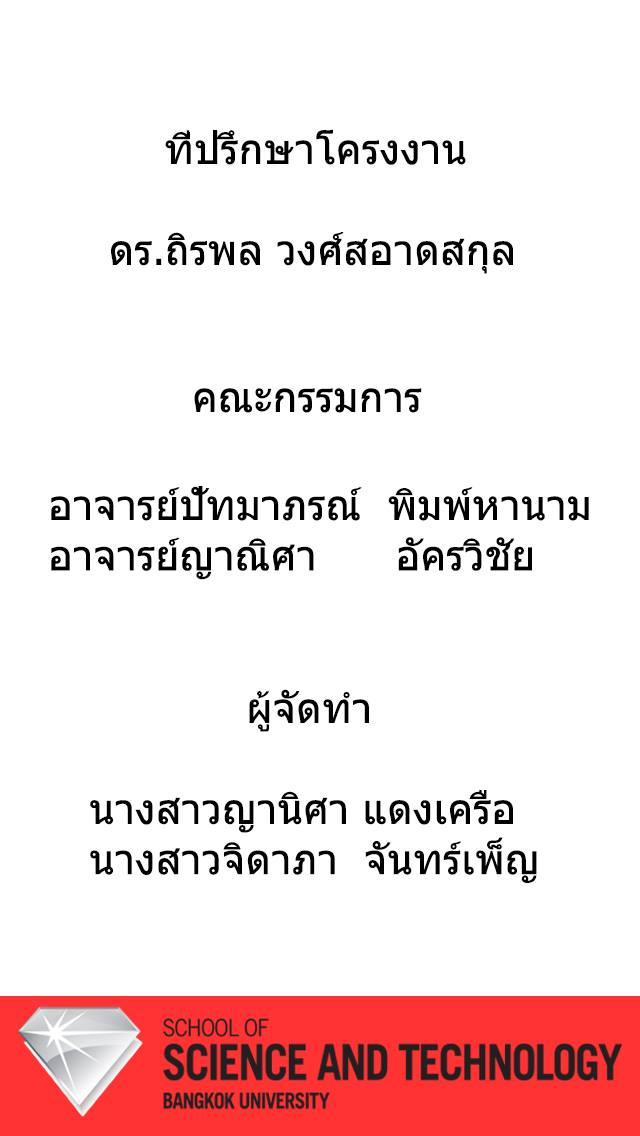 ที่ปรึกษาโครงงาน
ดร.ถิรพล วงศ์สอาดสกุล
คณะกรรมการ
อาจารย์ปัทมาภรณ์ พิมพ์หานาม
อาจารย์ญาณิศา อัครวิชัย
ผู้จัดทำ
นางสาวญานิศา แดงเครือ
นางสาวจิดาภา จันทร์เพ็ญ
SCHOOL OF
SCIENCE AND TECHNOLOGY
BANGKOK UNIVERSITY